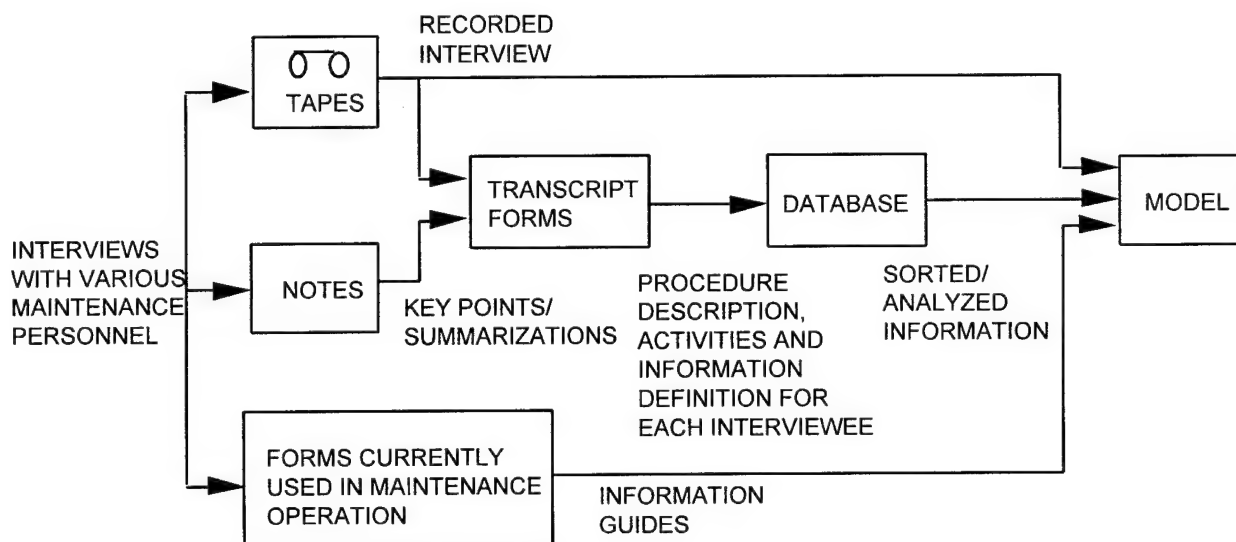 RECORDED
INTERVIEW
TAPES
TRANSCRIPT
FORMS
DATABASE
MODEL
INTERVIEWS
WITH VARIOUS
MAINTENANCE
PERSONNEL
NOTES
KEY POINTS/
SUMMARIZATIONS
PROCEDURE
DESCRIPTION,
ACTIVITIES AND
INFORMATION
DEFINITION FOR
EACH INTERVIEWEE
SORTED/
ANALYZED
INFORMATION
FORMS CURRENTLY
USED IN MAINTENANCE
OPERATION
INFORMATION
GUIDES